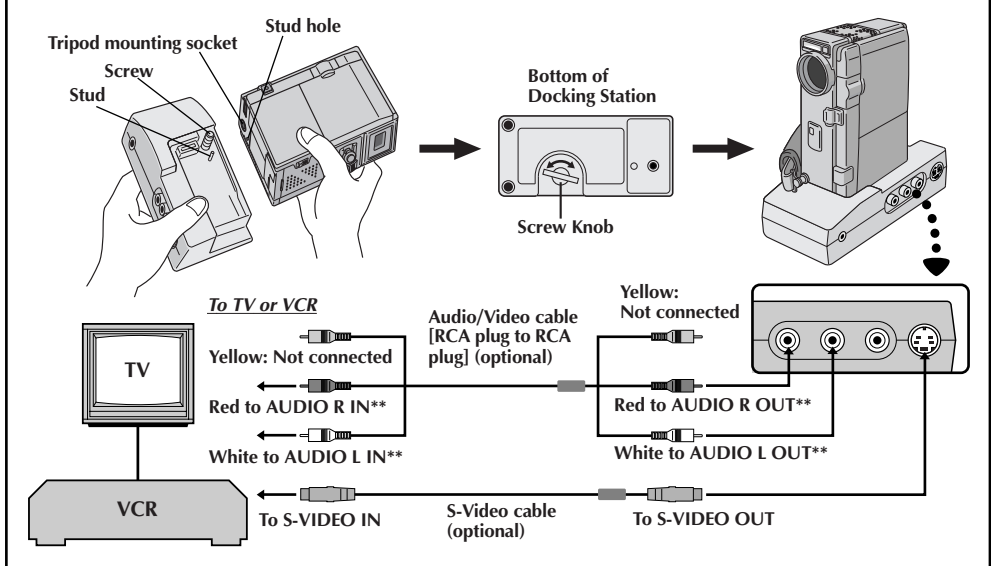 Stud hole
Tripod mounting socket
Screw
Stud
Bottom of
Docking Station
Screw Knob
To TV or VCR
Audio/Video cable
[RCA plug to RCA
plug] (optional)
Yellow:
Not connected
Yellow: Not connected
TV
Red to AUDIO R IN**
Red to AUDIO R OUT**
White to AUDIO L IN**
White to AUDIO L OUT**
VCR
To S-VIDEO IN
S-Video cable
(optional)
To S-VIDEO OUT